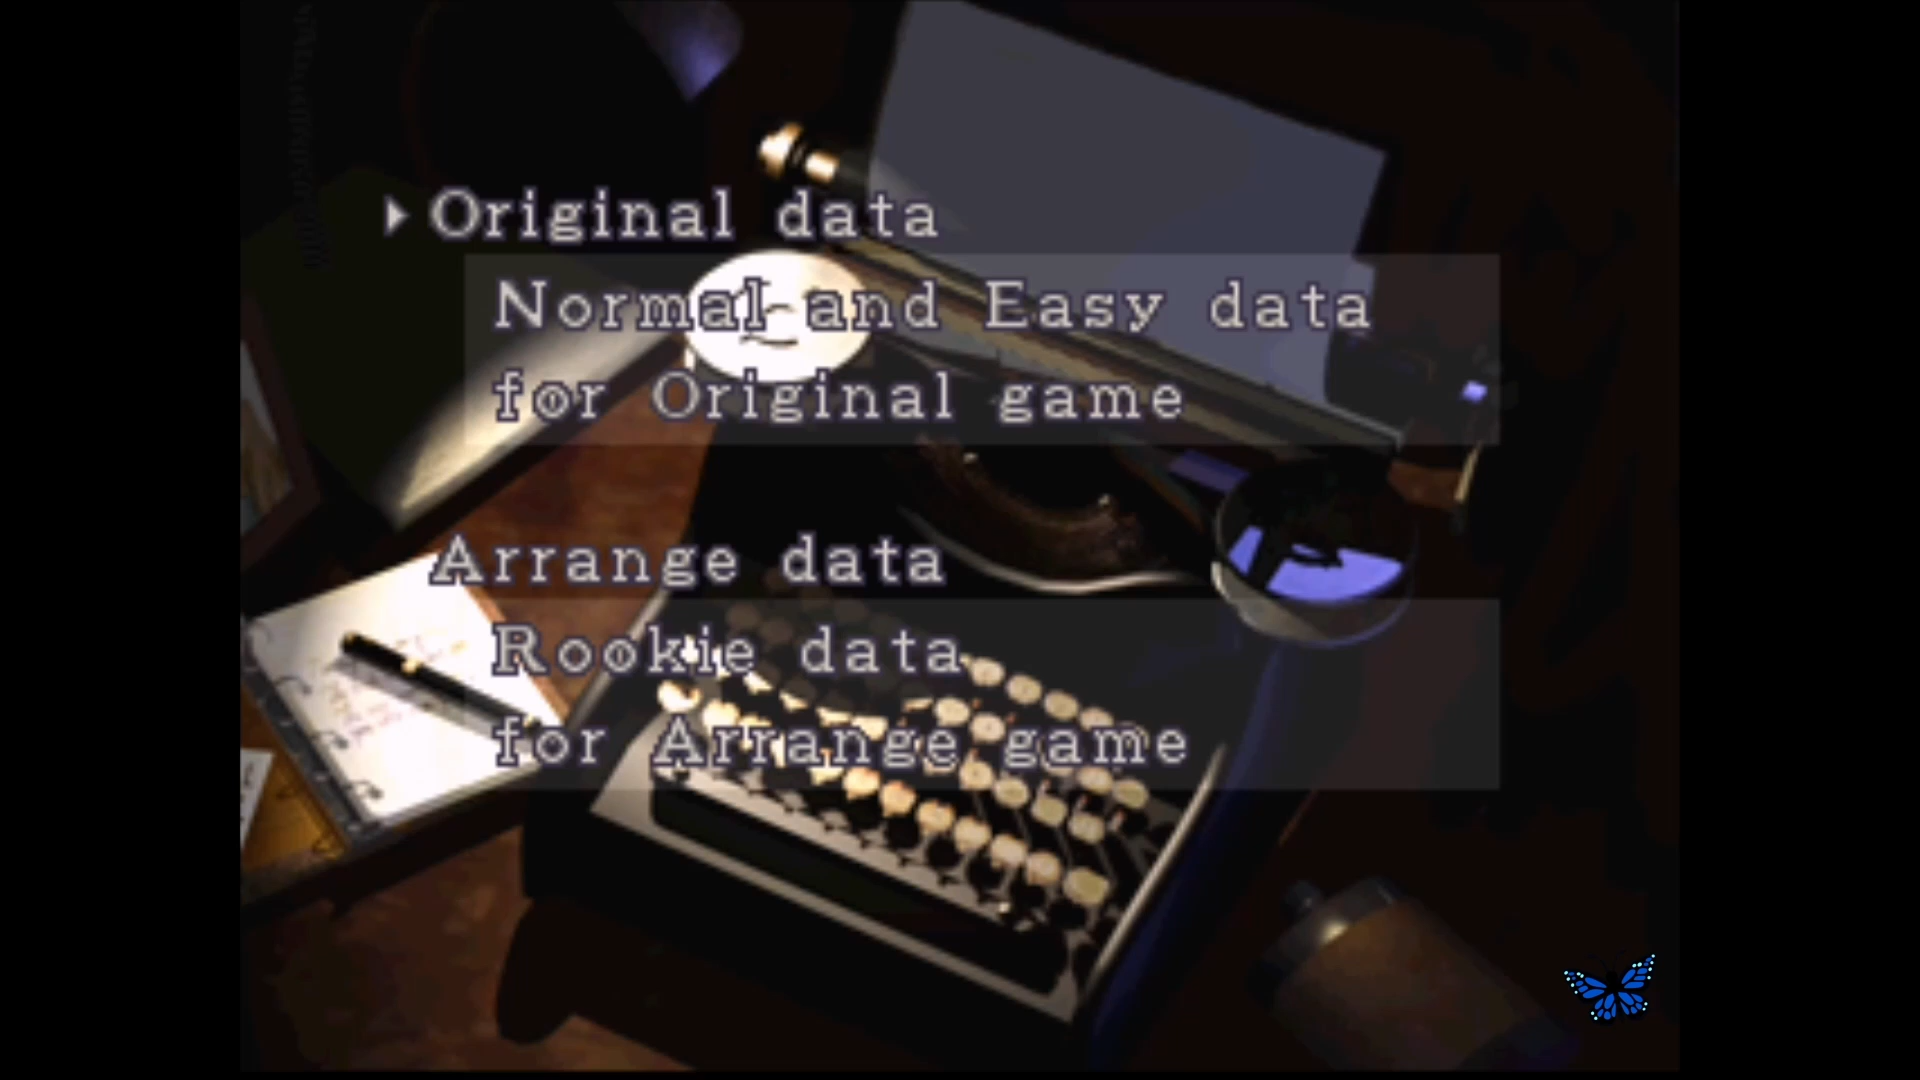 Original data
Normal and Easy data
for Original game
Arrange data
Rookie data
for Arrange game